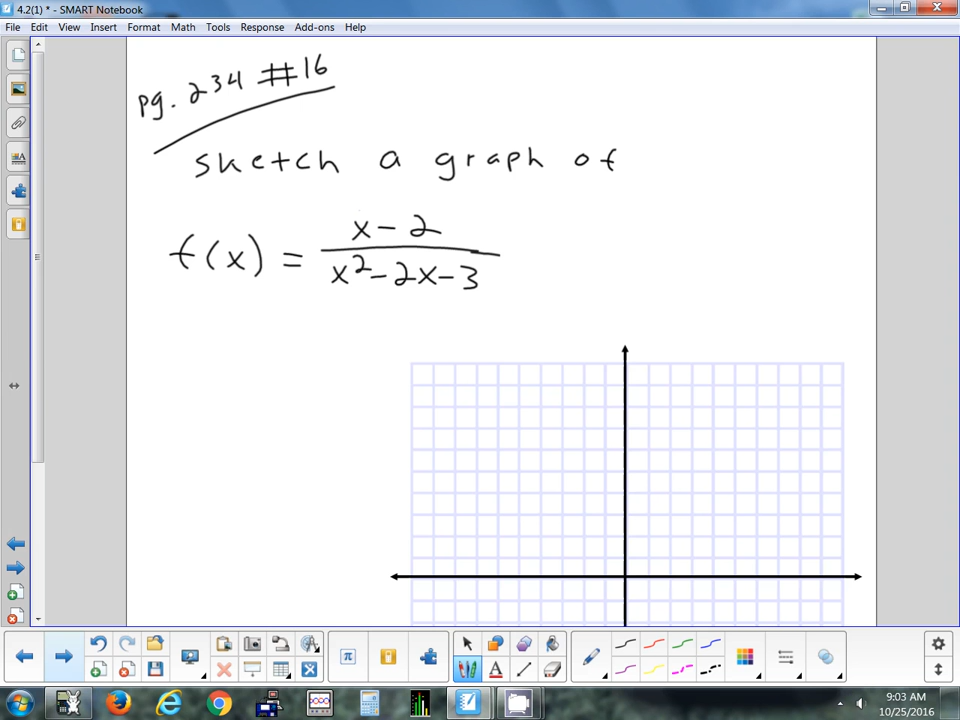 4.2(1) * - SMART Notebook
File Edit View Insert Format Math Tools Response Add-ons Help
pg. 234 #16
sketch a graph of
f(x) = x-2 / x²-2x-3
9:03 AM
10/25/2016